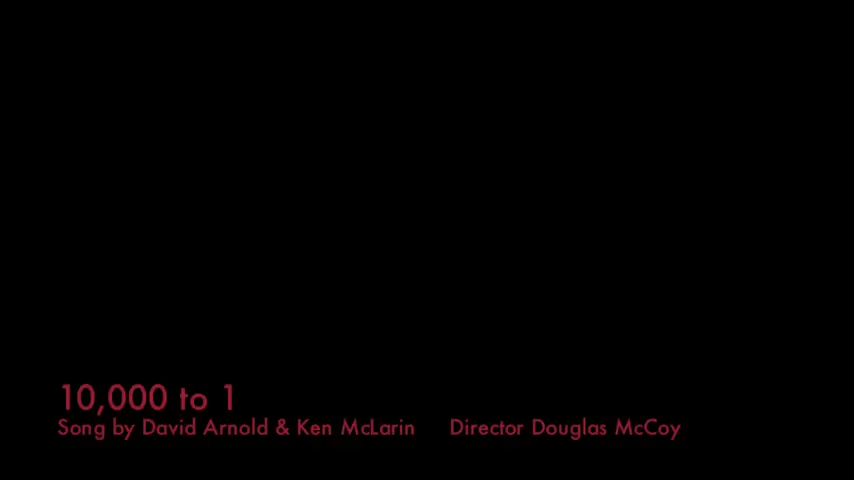 10,000 to 1
Song by David Arnold & Ken McLarin Director Douglas McCoy